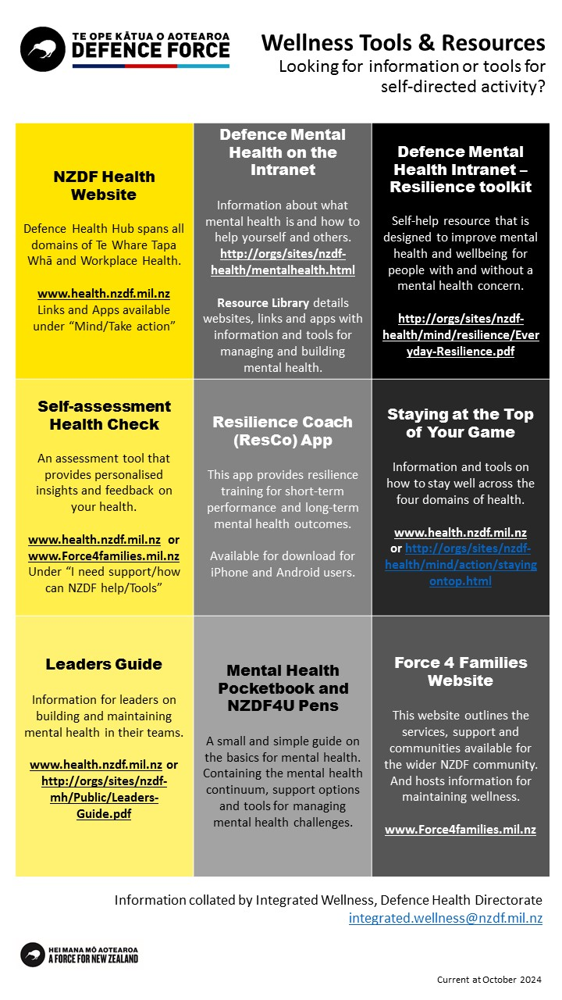 TE OPE KĀTUA O AOTEAROA
DEFENCE FORCE
Wellness Tools & Resources
Looking for information or tools for
self-directed activity?
NZDF Health
Website
Defence Health Hub spans all
domains of Te Whare Tapa
Whā and Workplace Health.
www.health.nzdf.mil.nz
Links and Apps available
under “Mind/Take action”
Defence Mental
Health on the
Intranet
Information about what
mental health is and how to
help yourself and others.
http://orgs/sites/nzdf-
health/mentalhealth.html
Resource Library details
websites, links and apps with
information and tools for
managing and building
mental health.
Defence Mental
Health Intranet –
Resilience toolkit
Self-help resource that is
designed to improve mental
health and wellbeing for
people with and without a
mental health concern.
http://orgs/sites/nzdf-
health/mind/resilience/Ever
yday-Resilience.pdf
Self-assessment
Health Check
An assessment tool that
provides personalised
insights and feedback on
your health.
www.health.nzdf.mil.nz or
www.Force4families.mil.nz
Under “I need support/how
can NZDF help/Tools”
Resilience Coach
(ResCo) App
This app provides resilience
training for short-term
performance and long-term
mental health outcomes.
Available for download for
iPhone and Android users.
Staying at the Top
of Your Game
Information and tools on
how to stay well across the
four domains of health.
www.health.nzdf.mil.nz
or http://orgs/sites/nzdf-
health/mind/action/staying
ontop.html
Leaders Guide
Information for leaders on
building and maintaining
mental health in their teams.
www.health.nzdf.mil.nz or
http://orgs/sites/nzdf-
mh/Public/Leaders-
Guide.pdf
Mental Health
Pocketbook and
NZDF4U Pens
A small and simple guide on
the basics for mental health.
Containing the mental health
continuum, support options
and tools for managing
mental health challenges.
Force 4 Families
Website
This website outlines the
services, support and
communities available for
the wider NZDF community.
And hosts information for
maintaining wellness.
www.Force4families.mil.nz
Information collated by Integrated Wellness, Defence Health Directorate
integrated.wellness@nzdf.mil.nz
HEI MANA MŌ AOTEAROA
A FORCE FOR NEW ZEALAND
Current at October 2024